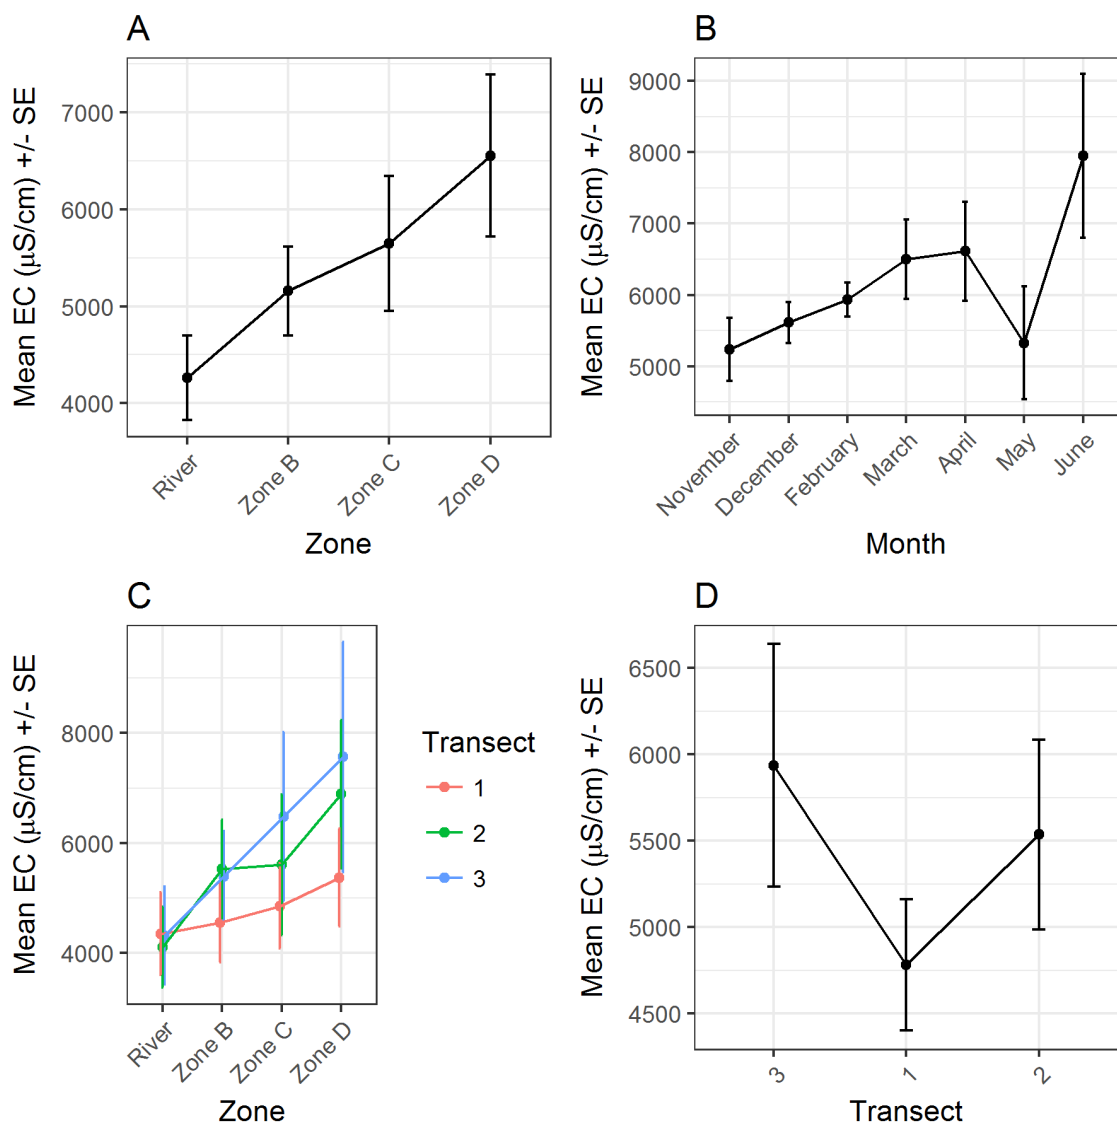 A
Mean EC (μS/cm) +/- SE
7000
6000
5000
4000
River
Zone B
Zone C
Zone D
Zone
B
Mean EC (μS/cm) +/- SE
9000
8000
7000
6000
5000
November
December
February
March
April
May
June
Month
C
Mean EC (μS/cm) +/- SE
8000
6000
4000
River
Zone B
Zone C
Zone D
Zone
Transect
1
2
3
D
Mean EC (μS/cm) +/- SE
6500
6000
5500
5000
4500
3
1
2
Transect